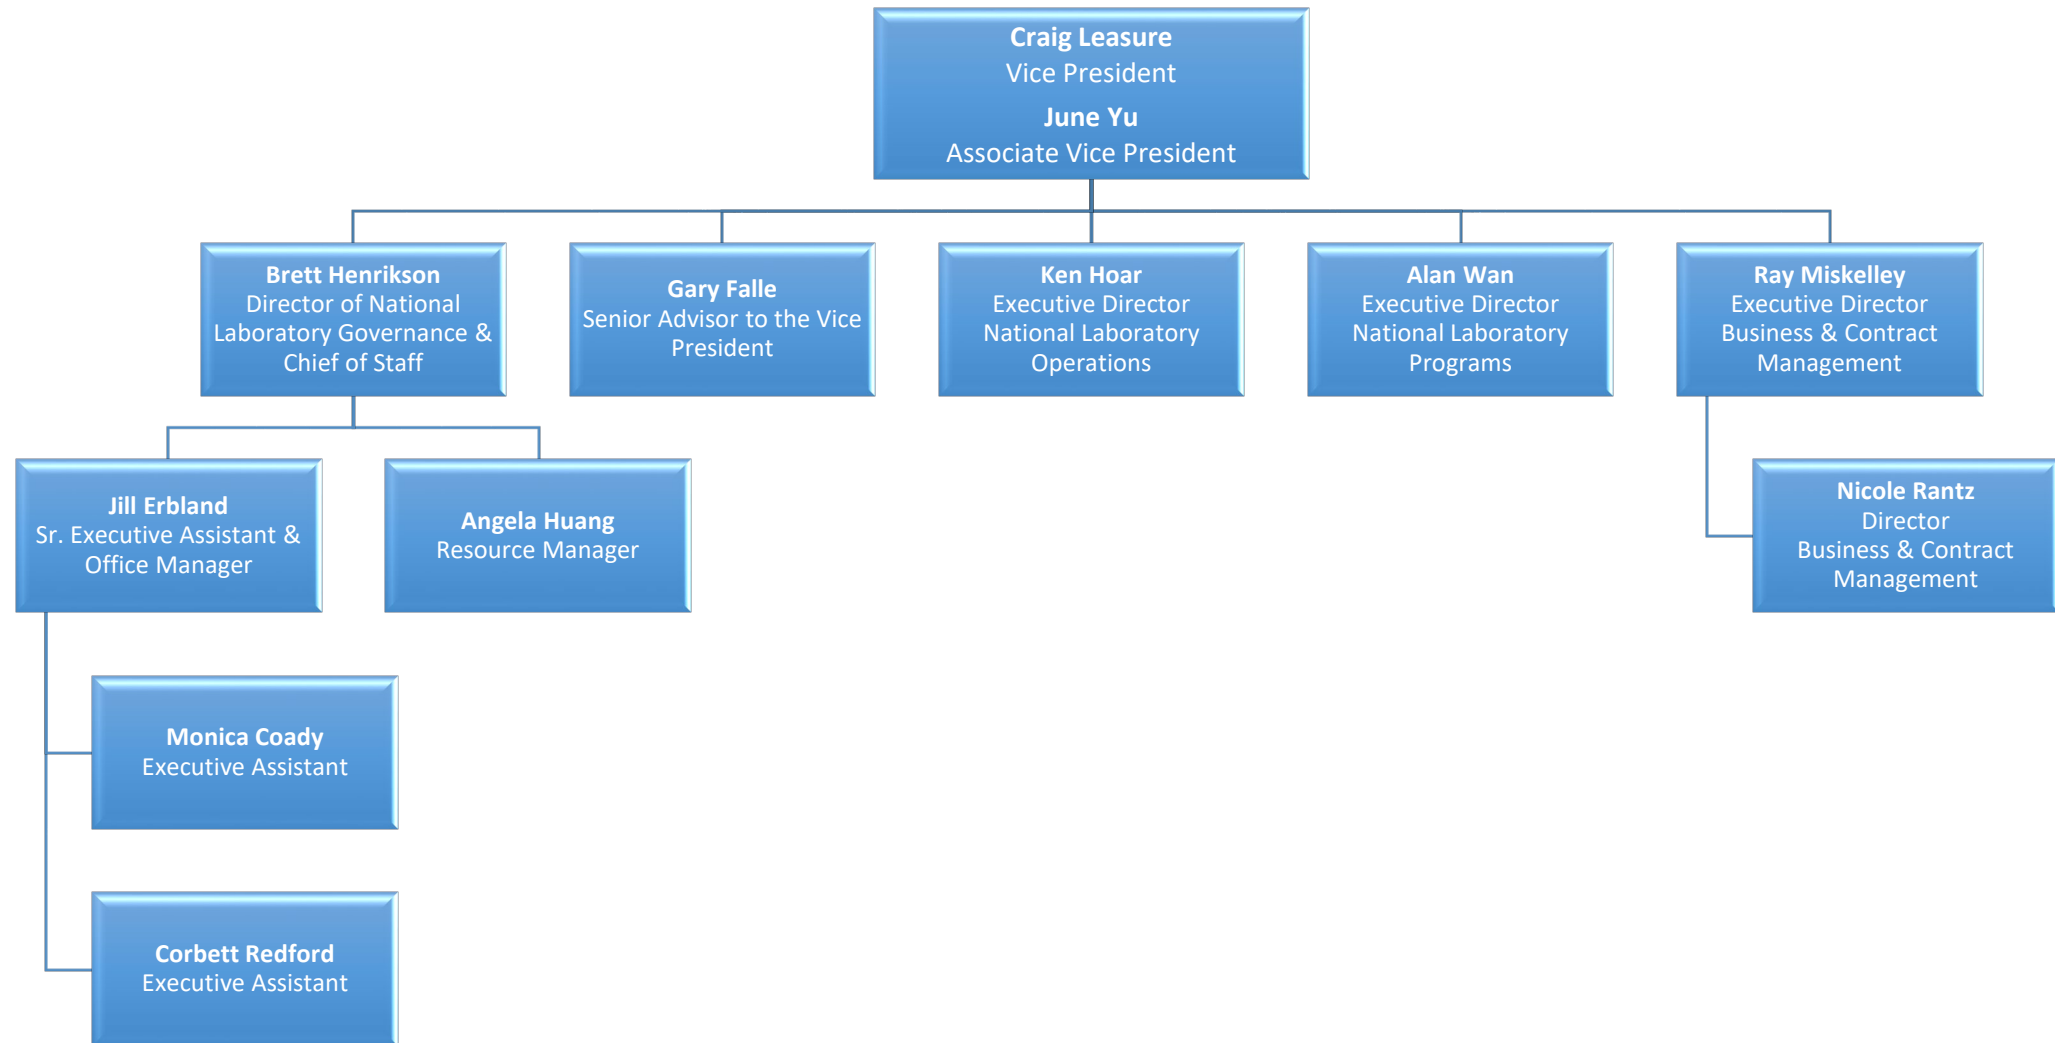 Craig Leasure
Vice President
June Yu
Associate Vice President
Brett Henrikson
Director of National
Laboratory Governance &
Chief of Staff
Gary Falle
Senior Advisor to the Vice
President
Ken Hoar
Executive Director
National Laboratory
Operations
Alan Wan
Executive Director
National Laboratory
Programs
Ray Miskelley
Executive Director
Business & Contract
Management
Jill Erbland
Sr. Executive Assistant &
Office Manager
Angela Huang
Resource Manager
Nicole Rantz
Director
Business & Contract
Management
Monica Coady
Executive Assistant
Corbett Redford
Executive Assistant